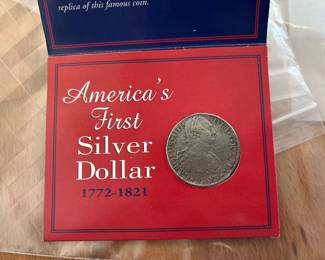 replica of this famous coin.
America's
First
Silver
Dollar
1772-1821